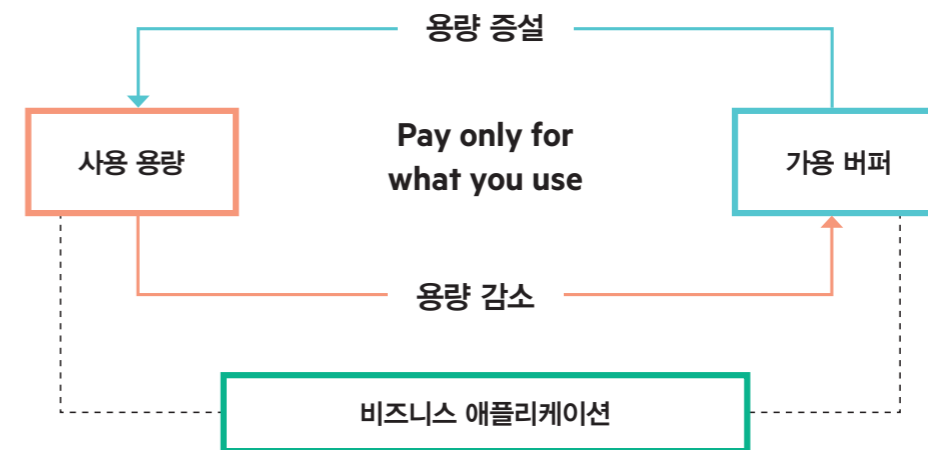 용량 증설
사용 용량
Pay only for
what you use
가용 버퍼
용량 감소
비즈니스 애플리케이션